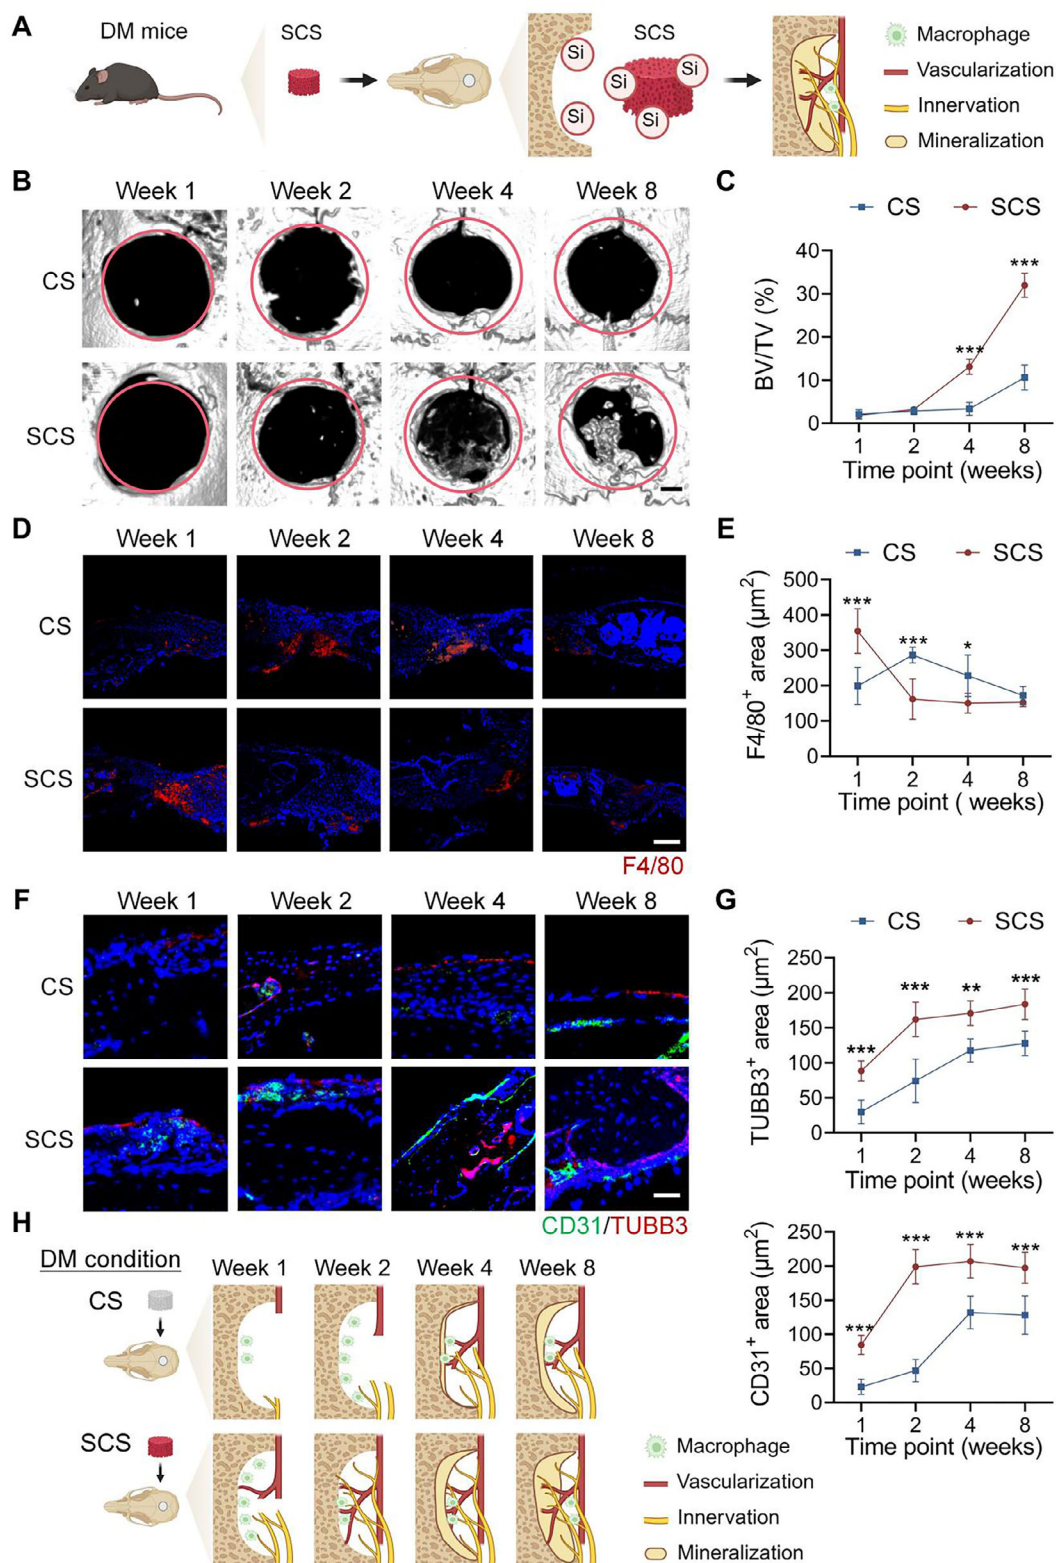 A
DM mice
SCS
Si
Si
Si
Si
Si
SCS
Macrophage
Vascularization
Innervation
Mineralization
B
Week 1
Week 2
Week 4
Week 8
CS
SCS
C
CS
SCS
BV/TV (%)
40
30
20
10
0
***
***
1
2
4
8
Time point (weeks)
D
Week 1
Week 2
Week 4
Week 8
CS
SCS
F4/80
E
CS
SCS
F4/80+ area (µm²)
500
400
300
200
100
0
***
***
*
1
2
4
8
Time point ( weeks)
F
Week 1
Week 2
Week 4
Week 8
CS
SCS
CD31/TUBB3
G
CS
SCS
TUBB3+ area (µm²)
250
200
150
100
50
0
***
***
**
***
1
2
4
8
Time point (weeks)
CD31+ area (µm²)
250
200
150
100
50
0
***
***
***
***
1
2
4
8
Time point (weeks)
H
DM condition
Week 1
Week 2
Week 4
Week 8
CS
SCS
Macrophage
Vascularization
Innervation
Mineralization